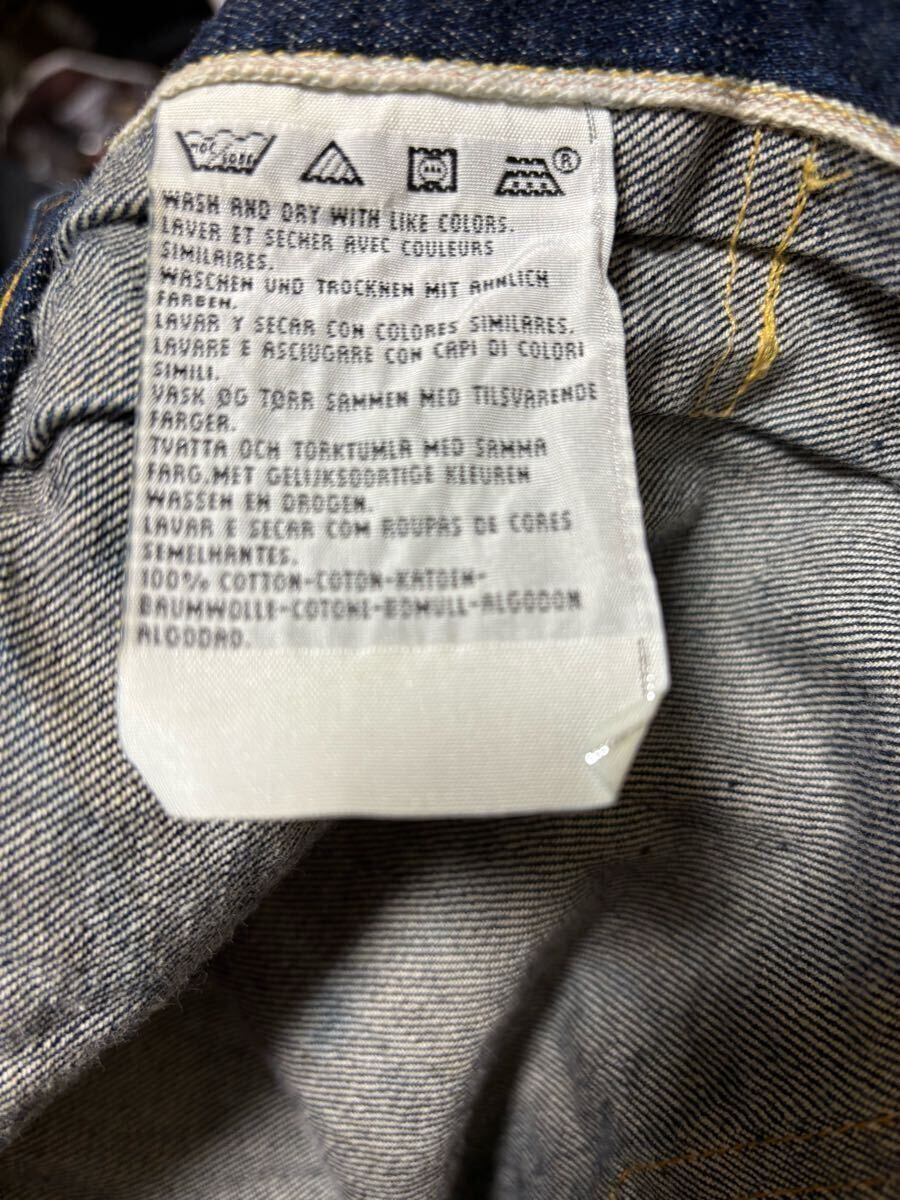 ®
WASH AND DRY WITH LIKE COLORS.
LAVER ET SECHER AVEC COULEURS
SIMILAIRES.
WASCHEN UND TROCKNEN MIT AHNLICH
FARBEN.
LAVAR Y SECAR CON COLORES SIMILARES.
LAVARE E ASCIUGARE CON CAPI DI COLORI
SIMILI.
VASK OG TØRR SAMMEN MED TILSVARENDE
FARGER.
TVATTA OCH TORKTUMLA MED SAMMA
FARG.MET GELIJKSOORTIGE KLEUREN
WASSEN EN DROGEN.
LAVAR E SECAR COM ROUPAS DE CORES
SEMELHANTES.
100% COTTON-COTON-KATOEN-
BAUMWOLLE-COTONE-BOMULL-ALGODON
ALGODAO.